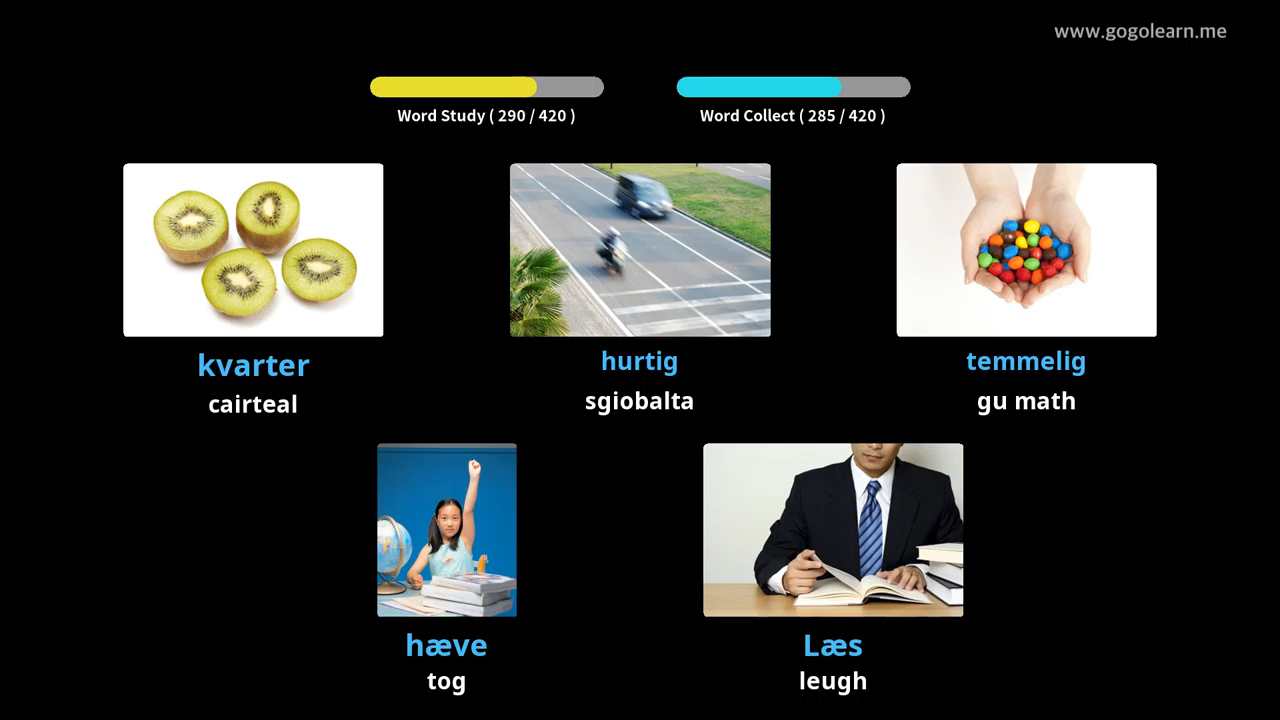 www.gogolearn.me
Word Study ( 290 / 420 )
Word Collect ( 285 / 420 )
kvarter
cairteal
hurtig
sgiobalta
temmelig
gu math
hæve
tog
Læs
leugh